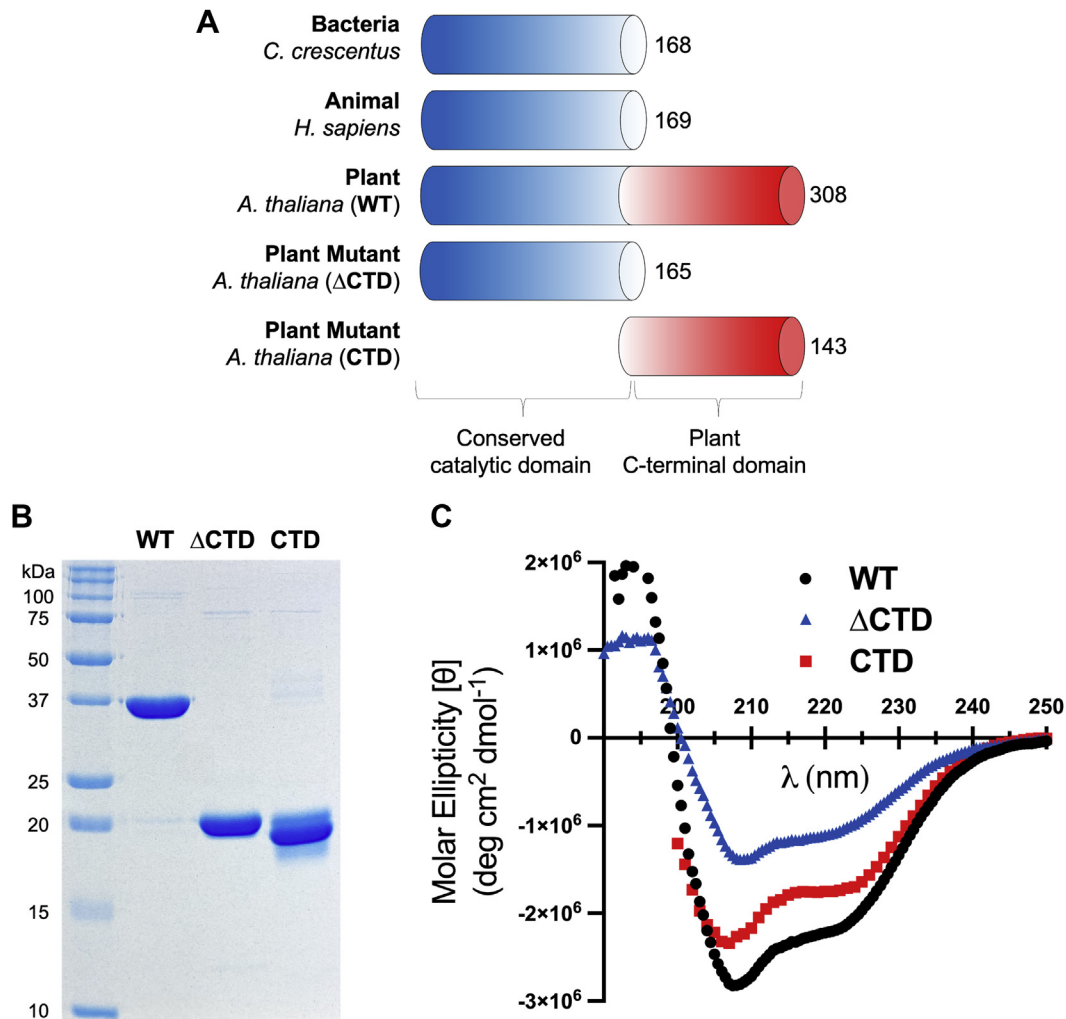 A
Bacteria
C. crescentus
168
Animal
H. sapiens
169
Plant
A. thaliana (WT)
308
Plant Mutant
A. thaliana (ΔCTD)
165
Plant Mutant
A. thaliana (CTD)
143
Conserved
catalytic domain
Plant
C-terminal domain
B
WT ΔCTD CTD
kDa
100
75
50
37
25
20
15
10
C
2×10⁶
1×10⁶
0
-1×10⁶
-2×10⁶
-3×10⁶
Molar Ellipticity [θ]
(deg cm² dmol⁻¹)
WT
ΔCTD
CTD
200 210 220 230 240 250
λ (nm)